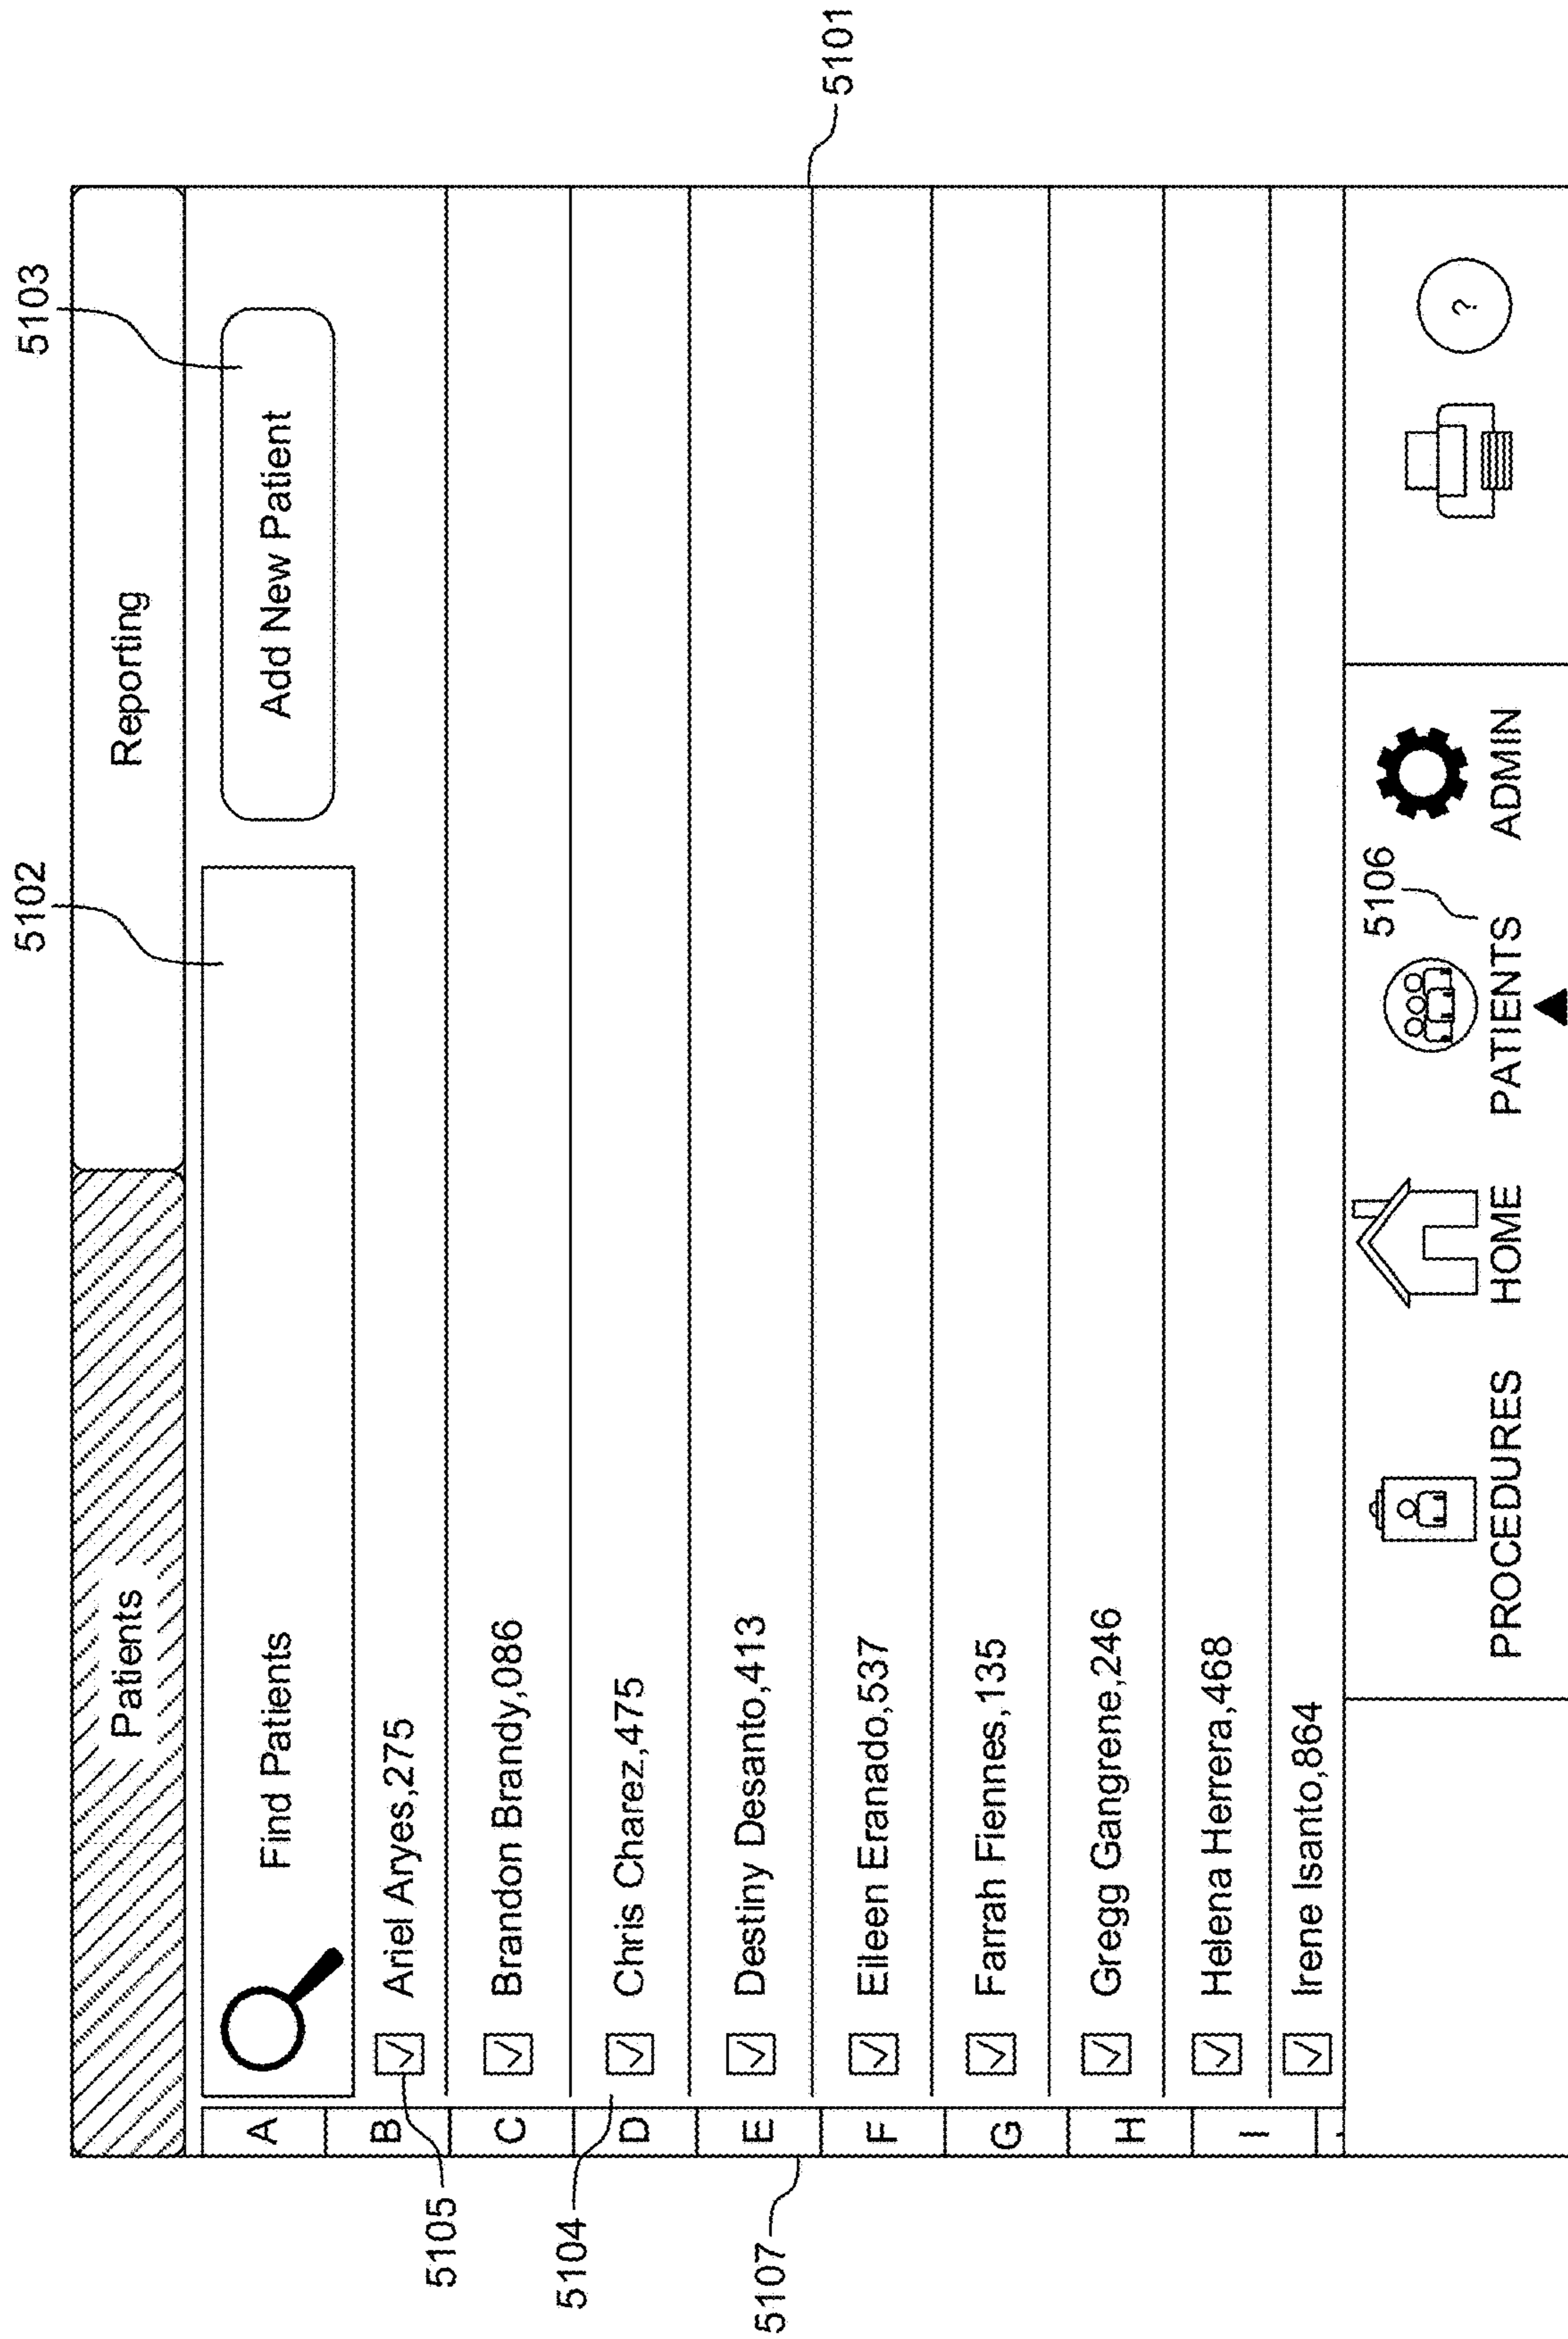 5102
5103
Patients
Reporting
Find Patients
Add New Patient
A
B
C
D
E
F
G
H
I
Ariel Aryes,275
Brandon Brandy,086
Chris Charez,475
Destiny Desanto,413
Eileen Eranado,537
Farrah Fiennes,135
Gregg Gangrene,246
Helena Herrera,468
Irene Isanto,864
5105
5104
5107
5101
5106
PROCEDURES
HOME
PATIENTS
ADMIN
?